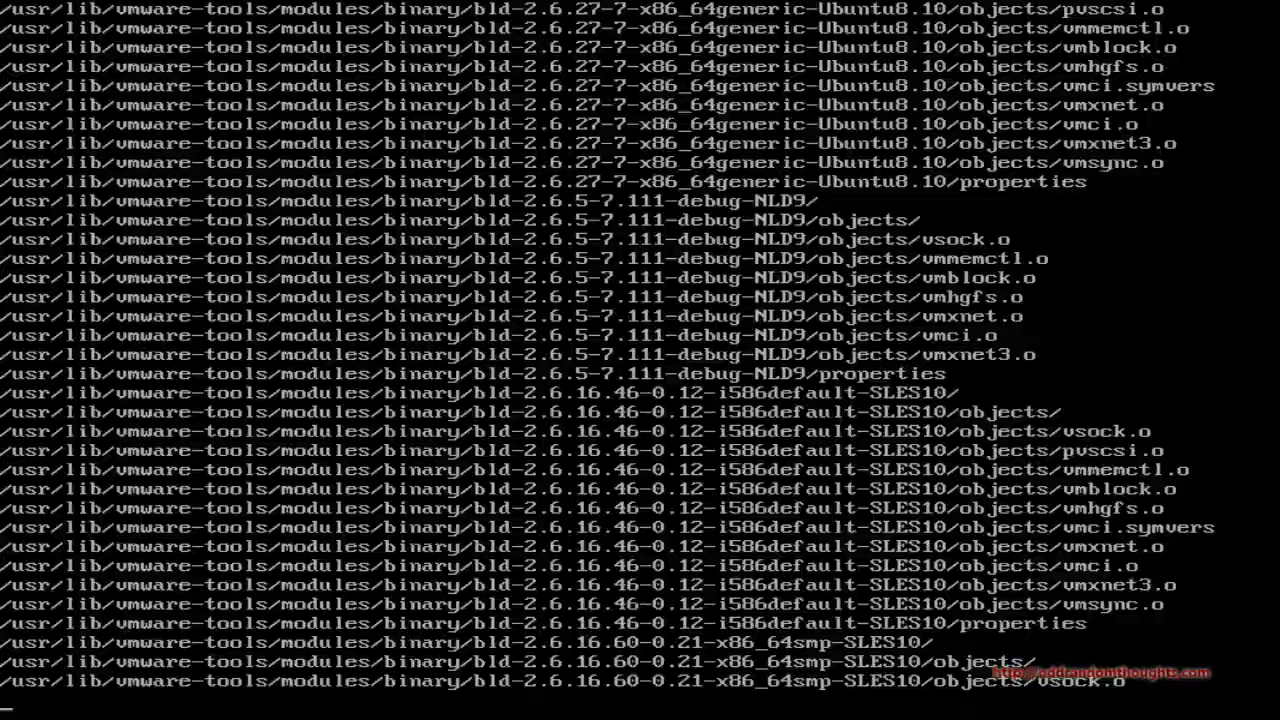 /usr/lib/vmware-tools/modules/binary/bld-2.6.27-7-x86_64generic-Ubuntu8.10/objects/pvscsi.o
/usr/lib/vmware-tools/modules/binary/bld-2.6.27-7-x86_64generic-Ubuntu8.10/objects/vmmemctl.o
/usr/lib/vmware-tools/modules/binary/bld-2.6.27-7-x86_64generic-Ubuntu8.10/objects/vmblock.o
/usr/lib/vmware-tools/modules/binary/bld-2.6.27-7-x86_64generic-Ubuntu8.10/objects/vmhgfs.o
/usr/lib/vmware-tools/modules/binary/bld-2.6.27-7-x86_64generic-Ubuntu8.10/objects/vmci.symvers
/usr/lib/vmware-tools/modules/binary/bld-2.6.27-7-x86_64generic-Ubuntu8.10/objects/vmxnet.o
/usr/lib/vmware-tools/modules/binary/bld-2.6.27-7-x86_64generic-Ubuntu8.10/objects/vmci.o
/usr/lib/vmware-tools/modules/binary/bld-2.6.27-7-x86_64generic-Ubuntu8.10/objects/vmxnet3.o
/usr/lib/vmware-tools/modules/binary/bld-2.6.27-7-x86_64generic-Ubuntu8.10/objects/vmsync.o
/usr/lib/vmware-tools/modules/binary/bld-2.6.27-7-x86_64generic-Ubuntu8.10/properties
/usr/lib/vmware-tools/modules/binary/bld-2.6.5-7.111-debug-NLD9/
/usr/lib/vmware-tools/modules/binary/bld-2.6.5-7.111-debug-NLD9/objects/
/usr/lib/vmware-tools/modules/binary/bld-2.6.5-7.111-debug-NLD9/objects/vsock.o
/usr/lib/vmware-tools/modules/binary/bld-2.6.5-7.111-debug-NLD9/objects/vmmemctl.o
/usr/lib/vmware-tools/modules/binary/bld-2.6.5-7.111-debug-NLD9/objects/vmblock.o
/usr/lib/vmware-tools/modules/binary/bld-2.6.5-7.111-debug-NLD9/objects/vmhgfs.o
/usr/lib/vmware-tools/modules/binary/bld-2.6.5-7.111-debug-NLD9/objects/vmxnet.o
/usr/lib/vmware-tools/modules/binary/bld-2.6.5-7.111-debug-NLD9/objects/vmci.o
/usr/lib/vmware-tools/modules/binary/bld-2.6.5-7.111-debug-NLD9/objects/vmxnet3.o
/usr/lib/vmware-tools/modules/binary/bld-2.6.5-7.111-debug-NLD9/properties
/usr/lib/vmware-tools/modules/binary/bld-2.6.16.46-0.12-i586default-SLES10/
/usr/lib/vmware-tools/modules/binary/bld-2.6.16.46-0.12-i586default-SLES10/objects/
/usr/lib/vmware-tools/modules/binary/bld-2.6.16.46-0.12-i586default-SLES10/objects/vsock.o
/usr/lib/vmware-tools/modules/binary/bld-2.6.16.46-0.12-i586default-SLES10/objects/pvscsi.o
/usr/lib/vmware-tools/modules/binary/bld-2.6.16.46-0.12-i586default-SLES10/objects/vmmemctl.o
/usr/lib/vmware-tools/modules/binary/bld-2.6.16.46-0.12-i586default-SLES10/objects/vmblock.o
/usr/lib/vmware-tools/modules/binary/bld-2.6.16.46-0.12-i586default-SLES10/objects/vmhgfs.o
/usr/lib/vmware-tools/modules/binary/bld-2.6.16.46-0.12-i586default-SLES10/objects/vmci.symvers
/usr/lib/vmware-tools/modules/binary/bld-2.6.16.46-0.12-i586default-SLES10/objects/vmxnet.o
/usr/lib/vmware-tools/modules/binary/bld-2.6.16.46-0.12-i586default-SLES10/objects/vmci.o
/usr/lib/vmware-tools/modules/binary/bld-2.6.16.46-0.12-i586default-SLES10/objects/vmxnet3.o
/usr/lib/vmware-tools/modules/binary/bld-2.6.16.46-0.12-i586default-SLES10/objects/vmsync.o
/usr/lib/vmware-tools/modules/binary/bld-2.6.16.46-0.12-i586default-SLES10/properties
/usr/lib/vmware-tools/modules/binary/bld-2.6.16.60-0.21-x86_64smp-SLES10/
/usr/lib/vmware-tools/modules/binary/bld-2.6.16.60-0.21-x86_64smp-SLES10/objects/
http://oddrandomthoughts.com
/usr/lib/vmware-tools/modules/binary/bld-2.6.16.60-0.21-x86_64smp-SLES10/objects/vsock.o